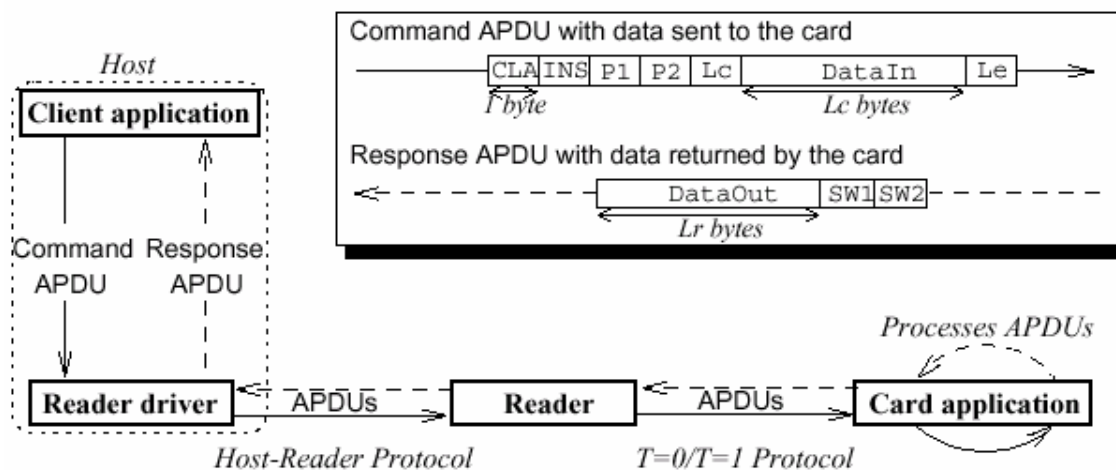 Command APDU with data sent to the card
CLA INS P1 P2 Lc DataIn Le
1 byte Lc bytes
Response APDU with data returned by the card
DataOut SW1 SW2
Lr bytes
Host
Client application
Command Response
APDU APDU
Processes APDUs
Reader driver APDUs Reader APDUs Card application
Host-Reader Protocol T=0/T=1 Protocol